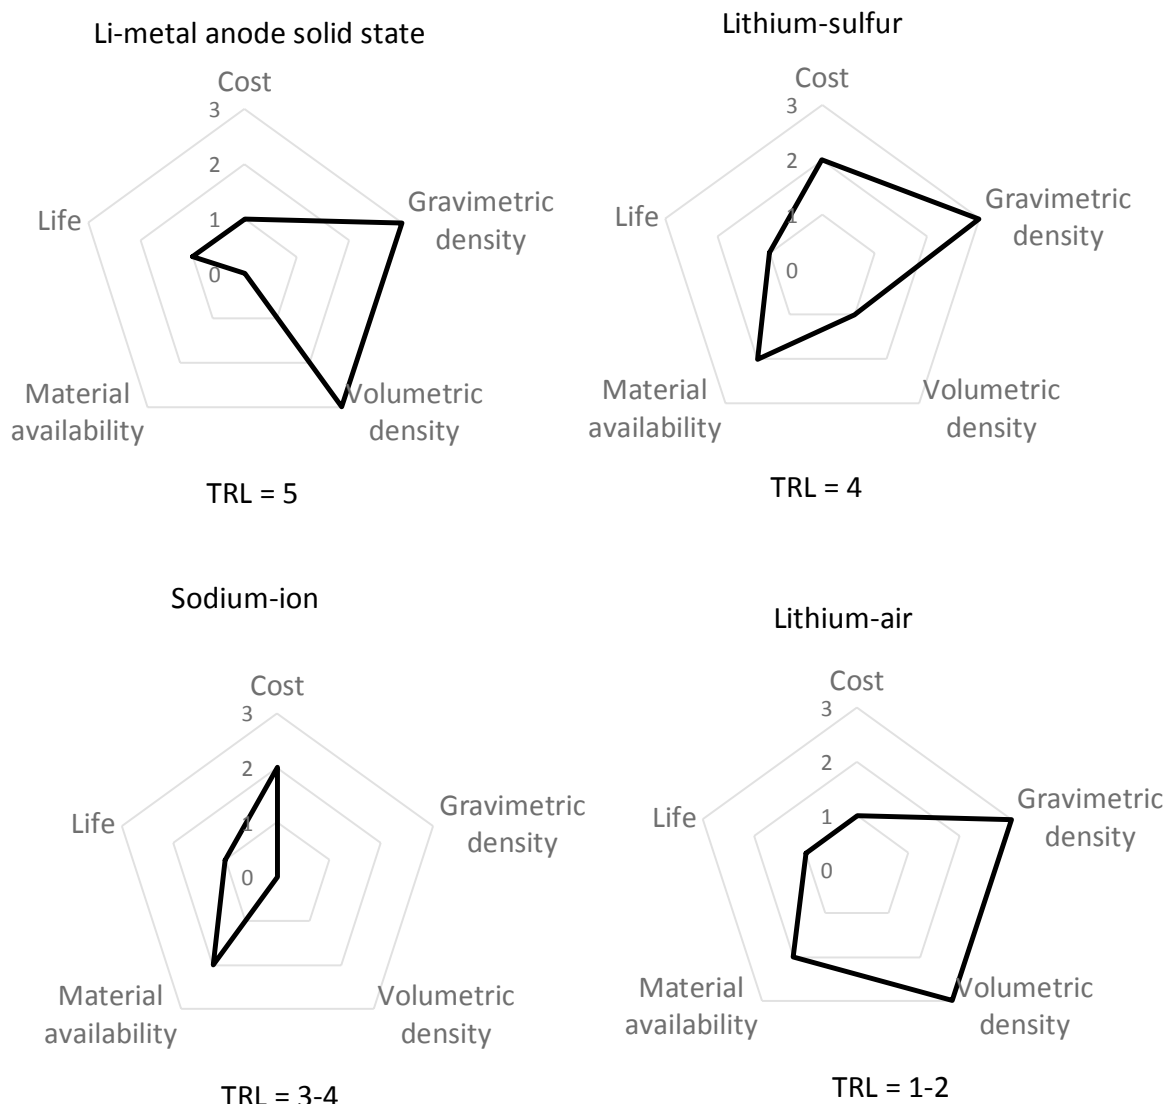 Li-metal anode solid state
Cost
3
2
1
0
Gravimetric
density
Life
Material
availability
Volumetric
density
TRL = 5
Lithium-sulfur
Cost
3
2
1
0
Gravimetric
density
Life
Material
availability
Volumetric
density
TRL = 4
Sodium-ion
Cost
3
2
1
0
Gravimetric
density
Life
Material
availability
Volumetric
density
TRL = 3-4
Lithium-air
Cost
3
2
1
0
Gravimetric
density
Life
Material
availability
Volumetric
density
TRL = 1-2